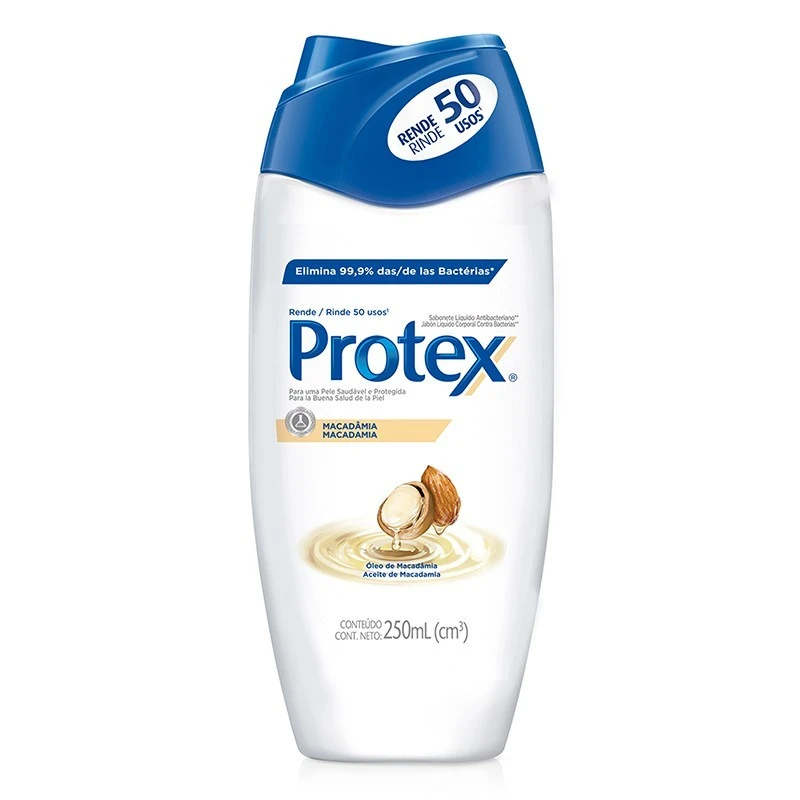 RENDE 50
RINDE USOS¹
Elimina 99,9% das/de las Bactérias*
Rende / Rinde 50 usos¹
Sabonete Líquido Antibacteriano**
Jabón Líquido Corporal Contra Bacterias**
Protex®
Para uma Pele Saudável e Protegida
Para la Buena Salud de la Piel
MACADÂMIA
MACADAMIA
Óleo de Macadâmia
Aceite de Macadamia
CONTEÚDO
CONT. NETO: 250mL (cm³)